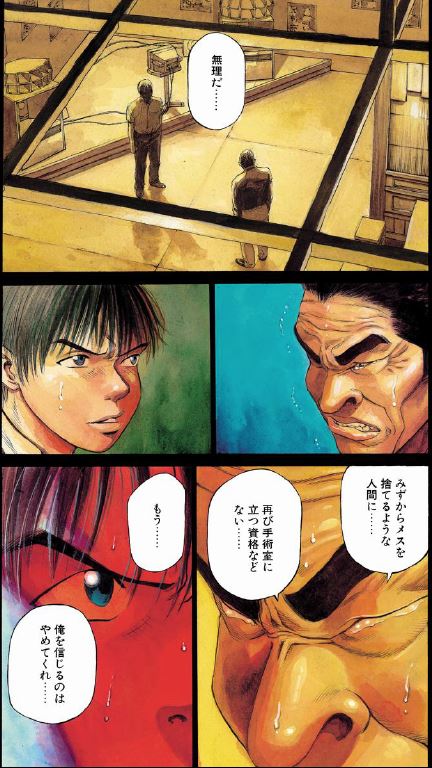 無理だ……
みずからメスを
捨てるような
人間に……
再び手術室に
立つ資格など
ない……
もう……
俺を信じるのは
やめてくれ……